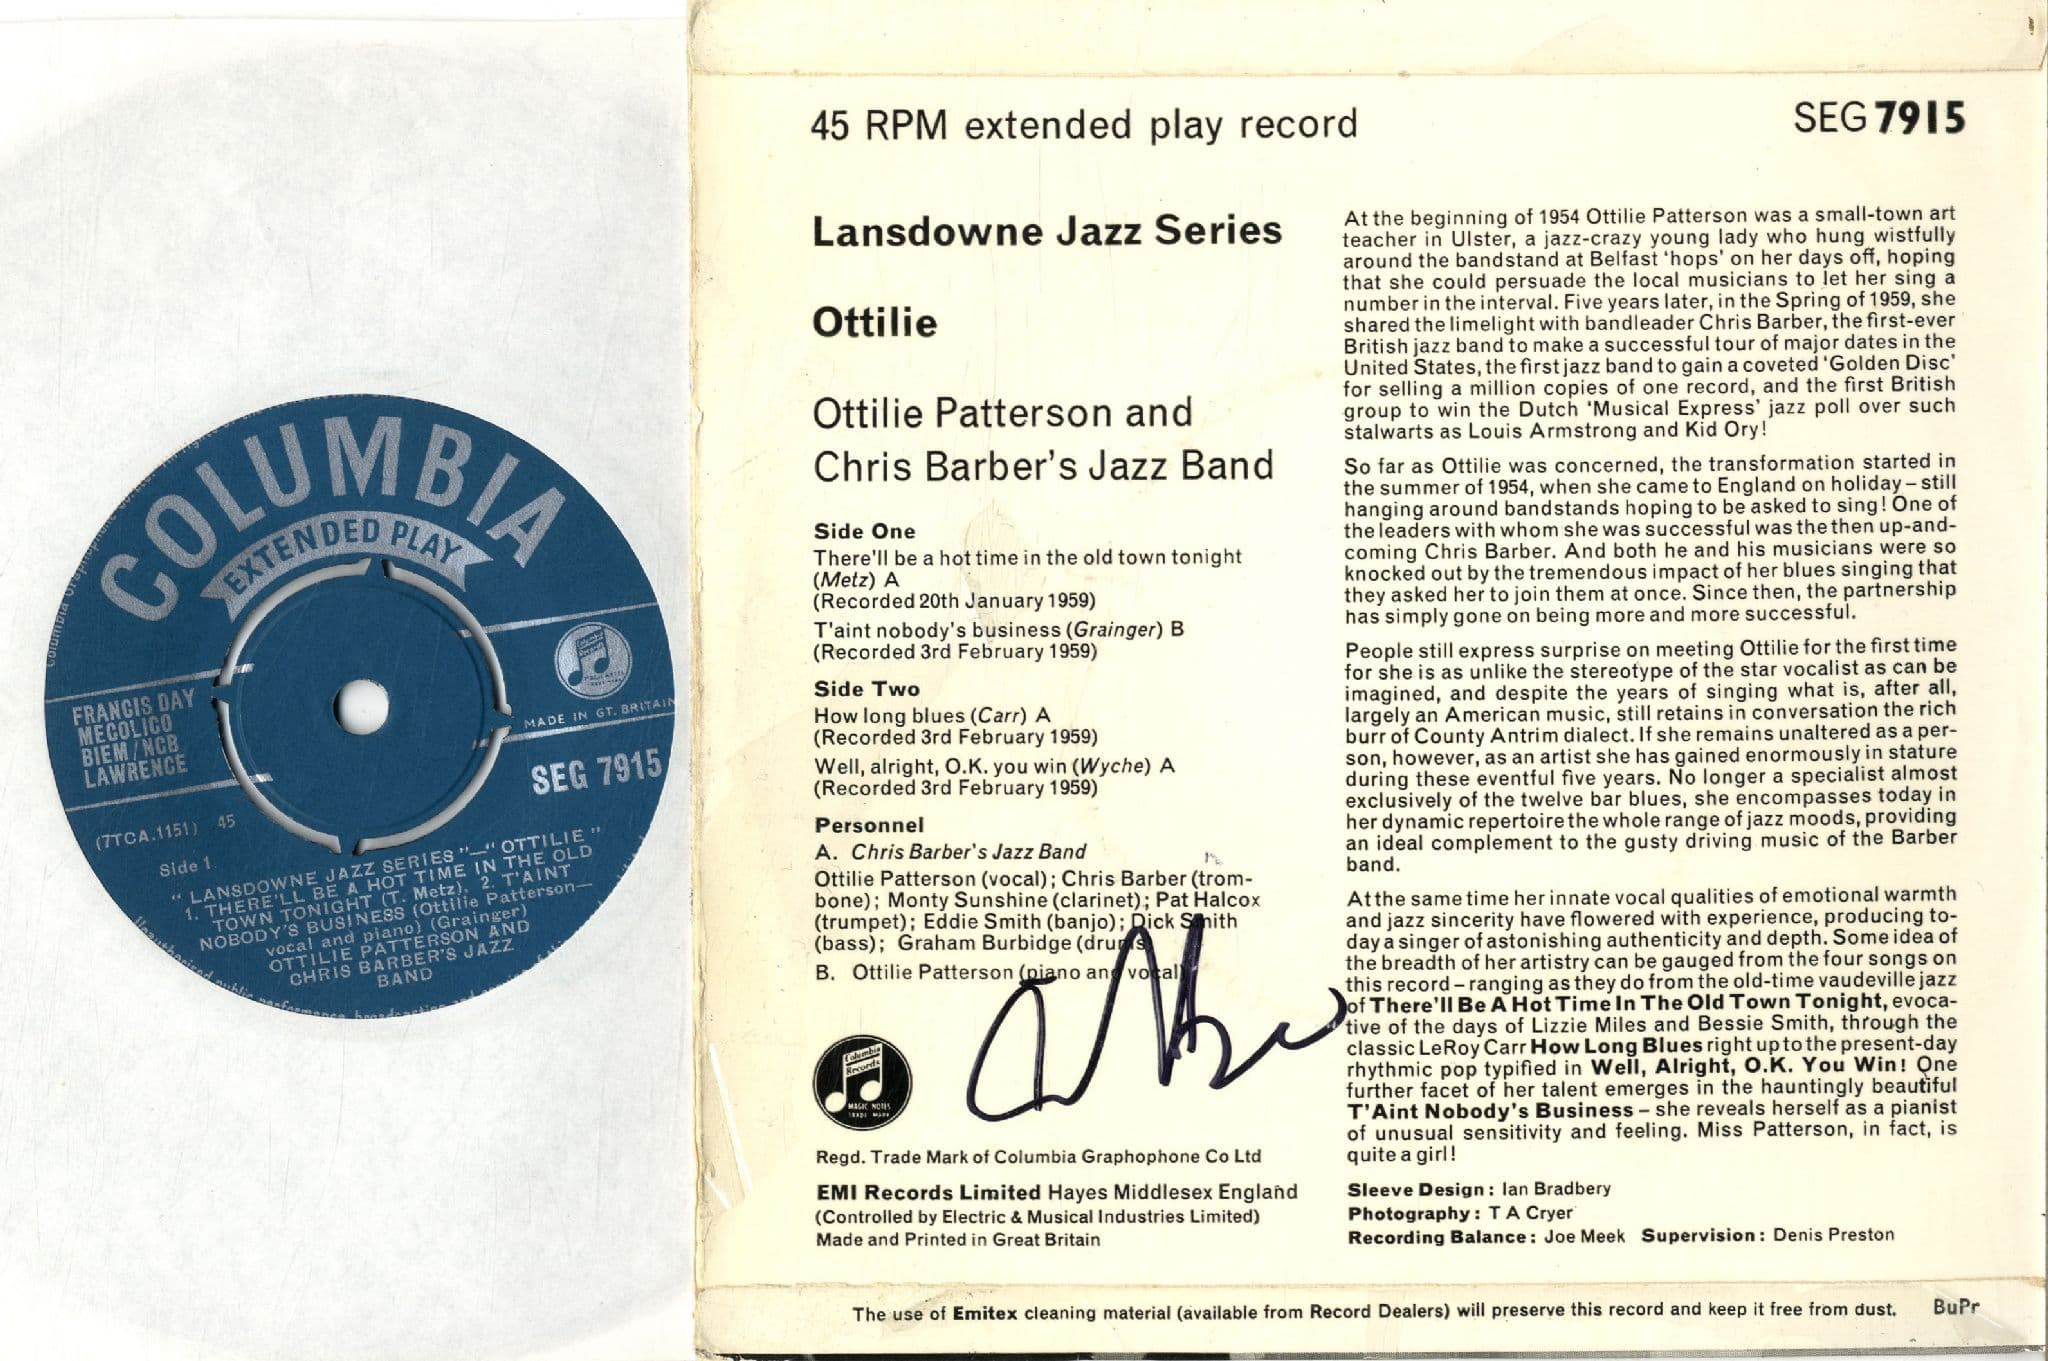 COLUMBIA
EXTENDED PLAY
FRANCIS DAY
MECOLICO
BIEM/NCB
LAWRENCE
MADE IN GT. BRITAIN
SEG 7915
(7TCA.1151) 45
Side 1
"LANSDOWNE JAZZ SERIES"—"OTTILIE"
1. THERE'LL BE A HOT TIME IN THE OLD
TOWN TONIGHT (T. Metz). 2. T'AINT
NOBODY'S BUSINESS (Ottilie Patterson—
vocal and piano) (Grainger)
OTTILIE PATTERSON AND
CHRIS BARBER'S JAZZ
BAND
45 RPM extended play record
SEG 7915
Lansdowne Jazz Series
Ottilie
Ottilie Patterson and
Chris Barber's Jazz Band
Side One
There'll be a hot time in the old town tonight
(Metz) A
(Recorded 20th January 1959)
T'aint nobody's business (Grainger) B
(Recorded 3rd February 1959)
Side Two
How long blues (Carr) A
(Recorded 3rd February 1959)
Well, alright, O.K. you win (Wyche) A
(Recorded 3rd February 1959)
Personnel
A. Chris Barber's Jazz Band
Ottilie Patterson (vocal); Chris Barber (trom-
bone); Monty Sunshine (clarinet); Pat Halcox
(trumpet); Eddie Smith (banjo); Dick Smith
(bass); Graham Burbidge (drums)
B. Ottilie Patterson (piano and vocal)
Columbia
Records
MAGIC NOTES
TRADE MARK
Regd. Trade Mark of Columbia Graphophone Co Ltd
EMI Records Limited Hayes Middlesex England
(Controlled by Electric & Musical Industries Limited)
Made and Printed in Great Britain
At the beginning of 1954 Ottilie Patterson was a small-town art
teacher in Ulster, a jazz-crazy young lady who hung wistfully
around the bandstand at Belfast 'hops' on her days off, hoping
that she could persuade the local musicians to let her sing a
number in the interval. Five years later, in the Spring of 1959, she
shared the limelight with bandleader Chris Barber, the first-ever
British jazz band to make a successful tour of major dates in the
United States, the first jazz band to gain a coveted 'Golden Disc'
for selling a million copies of one record, and the first British
group to win the Dutch 'Musical Express' jazz poll over such
stalwarts as Louis Armstrong and Kid Ory!
So far as Ottilie was concerned, the transformation started in
the summer of 1954, when she came to England on holiday – still
hanging around bandstands hoping to be asked to sing! One of
the leaders with whom she was successful was the then up-and-
coming Chris Barber. And both he and his musicians were so
knocked out by the tremendous impact of her blues singing that
they asked her to join them at once. Since then, the partnership
has simply gone on being more and more successful.
People still express surprise on meeting Ottilie for the first time
for she is as unlike the stereotype of the star vocalist as can be
imagined, and despite the years of singing what is, after all,
largely an American music, still retains in conversation the rich
burr of County Antrim dialect. If she remains unaltered as a per-
son, however, as an artist she has gained enormously in stature
during these eventful five years. No longer a specialist almost
exclusively of the twelve bar blues, she encompasses today in
her dynamic repertoire the whole range of jazz moods, providing
an ideal complement to the gusty driving music of the Barber
band.
At the same time her innate vocal qualities of emotional warmth
and jazz sincerity have flowered with experience, producing to-
day a singer of astonishing authenticity and depth. Some idea of
the breadth of her artistry can be gauged from the four songs on
this record – ranging as they do from the old-time vaudeville jazz
of There'll Be A Hot Time In The Old Town Tonight, evoca-
tive of the days of Lizzie Miles and Bessie Smith, through the
classic LeRoy Carr How Long Blues right up to the present-day
rhythmic pop typified in Well, Alright, O.K. You Win! One
further facet of her talent emerges in the hauntingly beautiful
T'Aint Nobody's Business – she reveals herself as a pianist
of unusual sensitivity and feeling. Miss Patterson, in fact, is
quite a girl!
Sleeve Design: Ian Bradbery
Photography: T A Cryer
Recording Balance: Joe Meek Supervision: Denis Preston
The use of Emitex cleaning material (available from Record Dealers) will preserve this record and keep it free from dust. BuPr